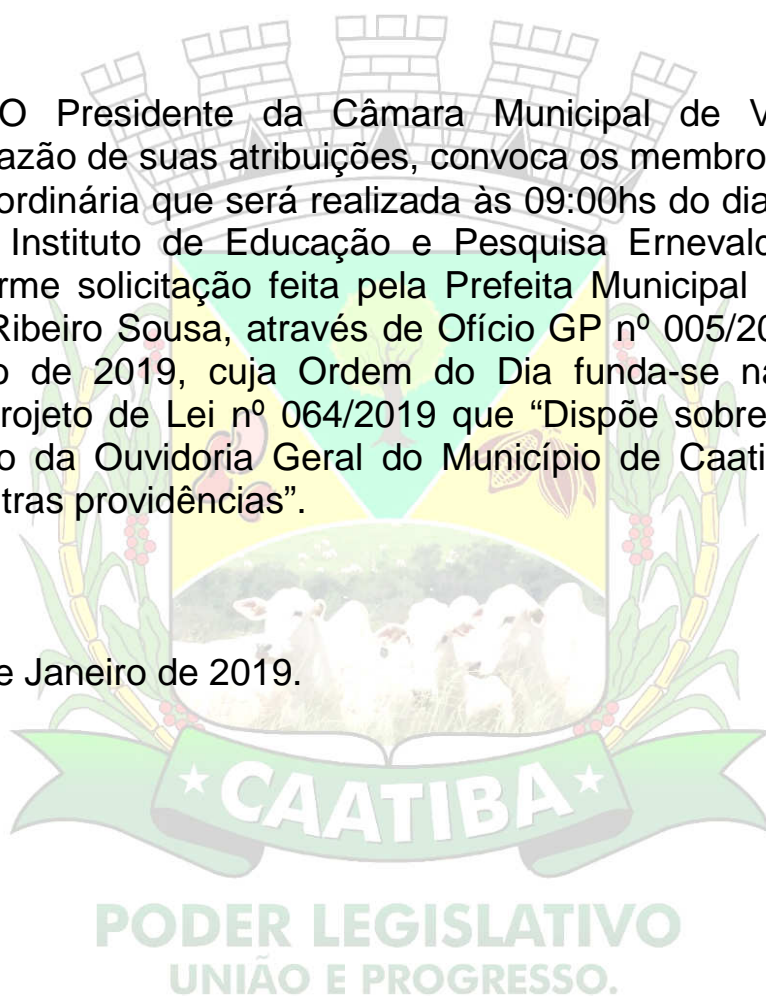 O Presidente da Câmara Municipal de V
azão de suas atribuições, convoca os membro
ordinária que será realizada às 09:00hs do dia
Instituto de Educação e Pesquisa Ernevald
rme solicitação feita pela Prefeita Municipal
Ribeiro Sousa, através de Ofício GP nº 005/20
o de 2019, cuja Ordem do Dia funda-se na
rojeto de Lei nº 064/2019 que “Dispõe sobre
o da Ouvidoria Geral do Município de Caati
tras providências”.
e Janeiro de 2019.
CAATIBA
PODER LEGISLATIVO
UNIÃO E PROGRESSO.